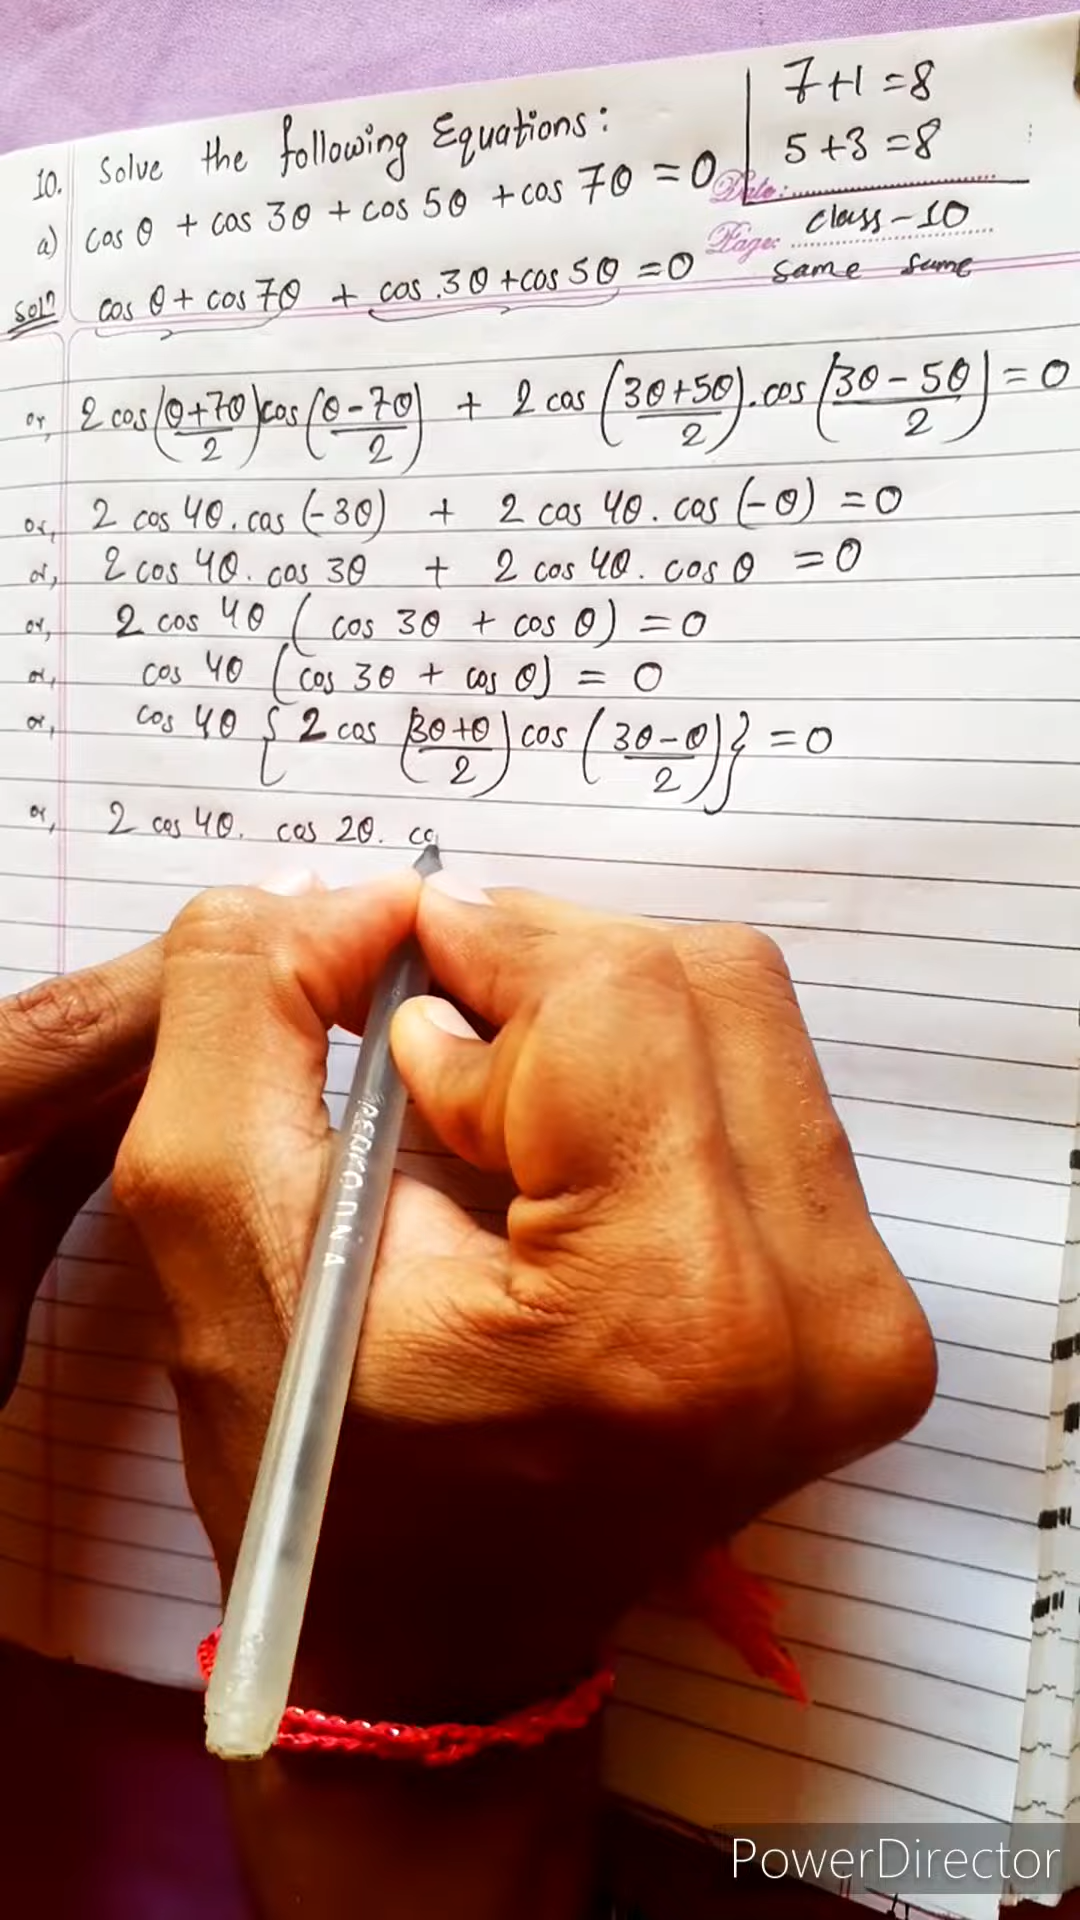 7+1=8
5+3=8
10. Solve the following Equations:
Date:
a) cos θ + cos 3θ + cos 5θ + cos 7θ = 0
Page: class-10
same same
Solⁿ cos θ + cos 7θ + cos.3θ + cos 5θ = 0
or, 2 cos(θ+7θ/2)cos(θ-7θ/2) + 2 cos(3θ+5θ/2).cos(3θ-5θ/2) = 0
or, 2 cos 4θ. cos (-3θ) + 2 cos 4θ. cos (-θ) = 0
or, 2 cos 4θ. cos 3θ + 2 cos 4θ. cos θ = 0
or, 2 cos 4θ (cos 3θ + cos θ) = 0
or, cos 4θ (cos 3θ + cos θ) = 0
or, cos 4θ {2 cos (3θ+θ/2) cos (3θ-θ/2)} = 0
or, 2 cos 4θ. cos 2θ. co
PowerDirector